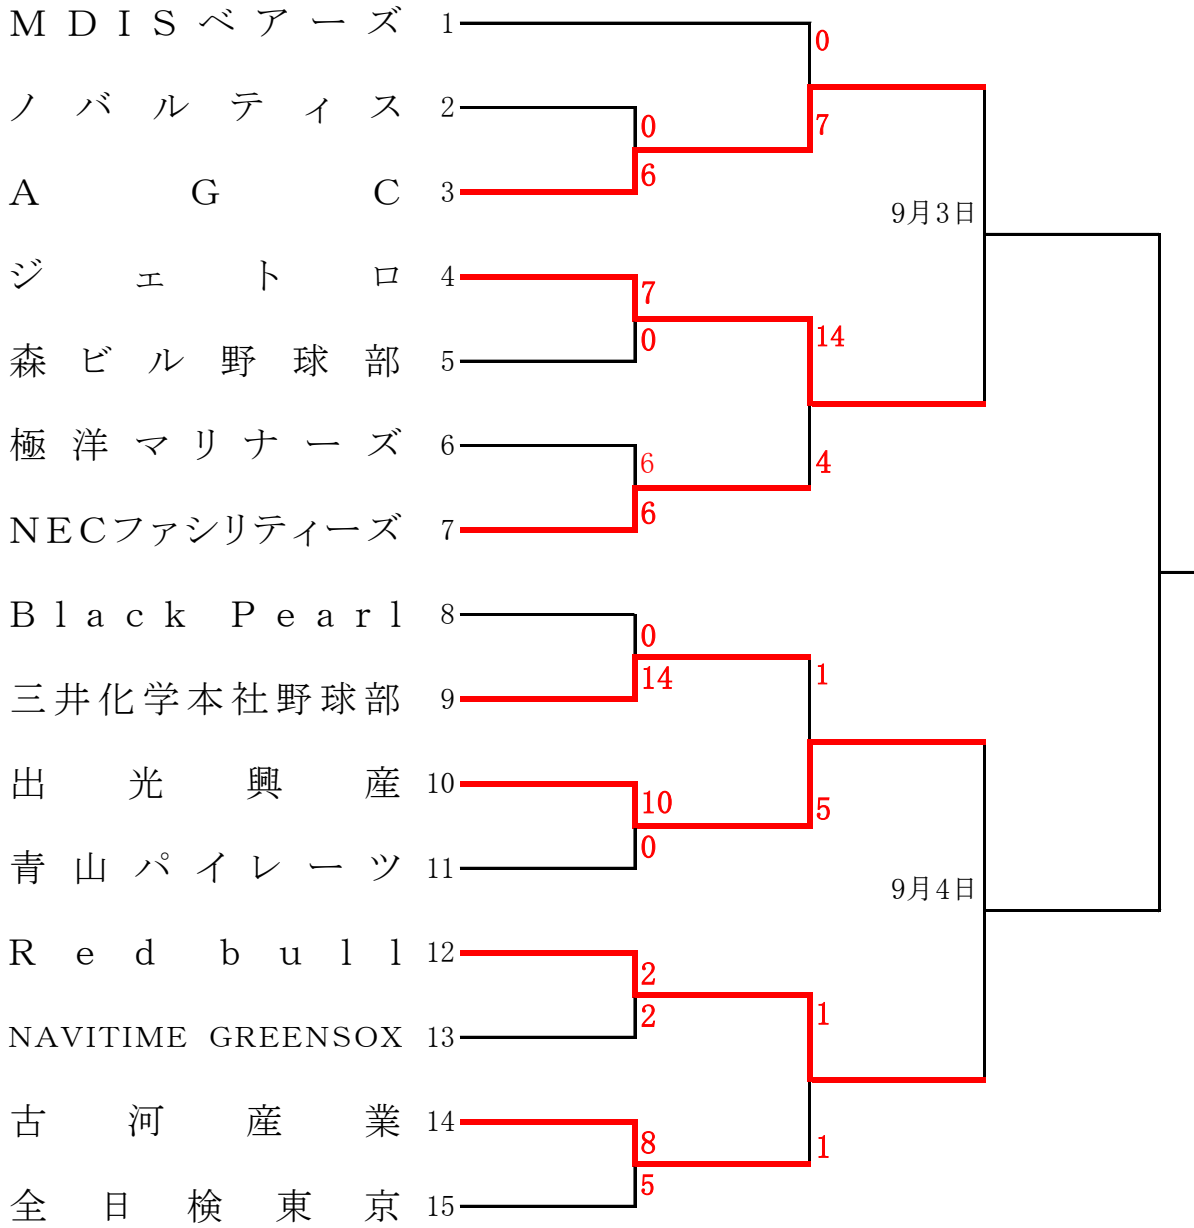 MDISベアーズ 1
0
ノバルティス 2
0
7
AGC 3
6
9月3日
ジェトロ 4
7
森ビル野球部 5
0
14
極洋マリナーズ 6
6
4
NECファシリティーズ 7
6
Black Pearl 8
0
三井化学本社野球部 9
14
1
出光興産 10
10
5
青山パイレーツ 11
0
9月4日
Red bull 12
2
NAVITIME GREENSOX 13
2
1
古河産業 14
8
1
全日検東京 15
5